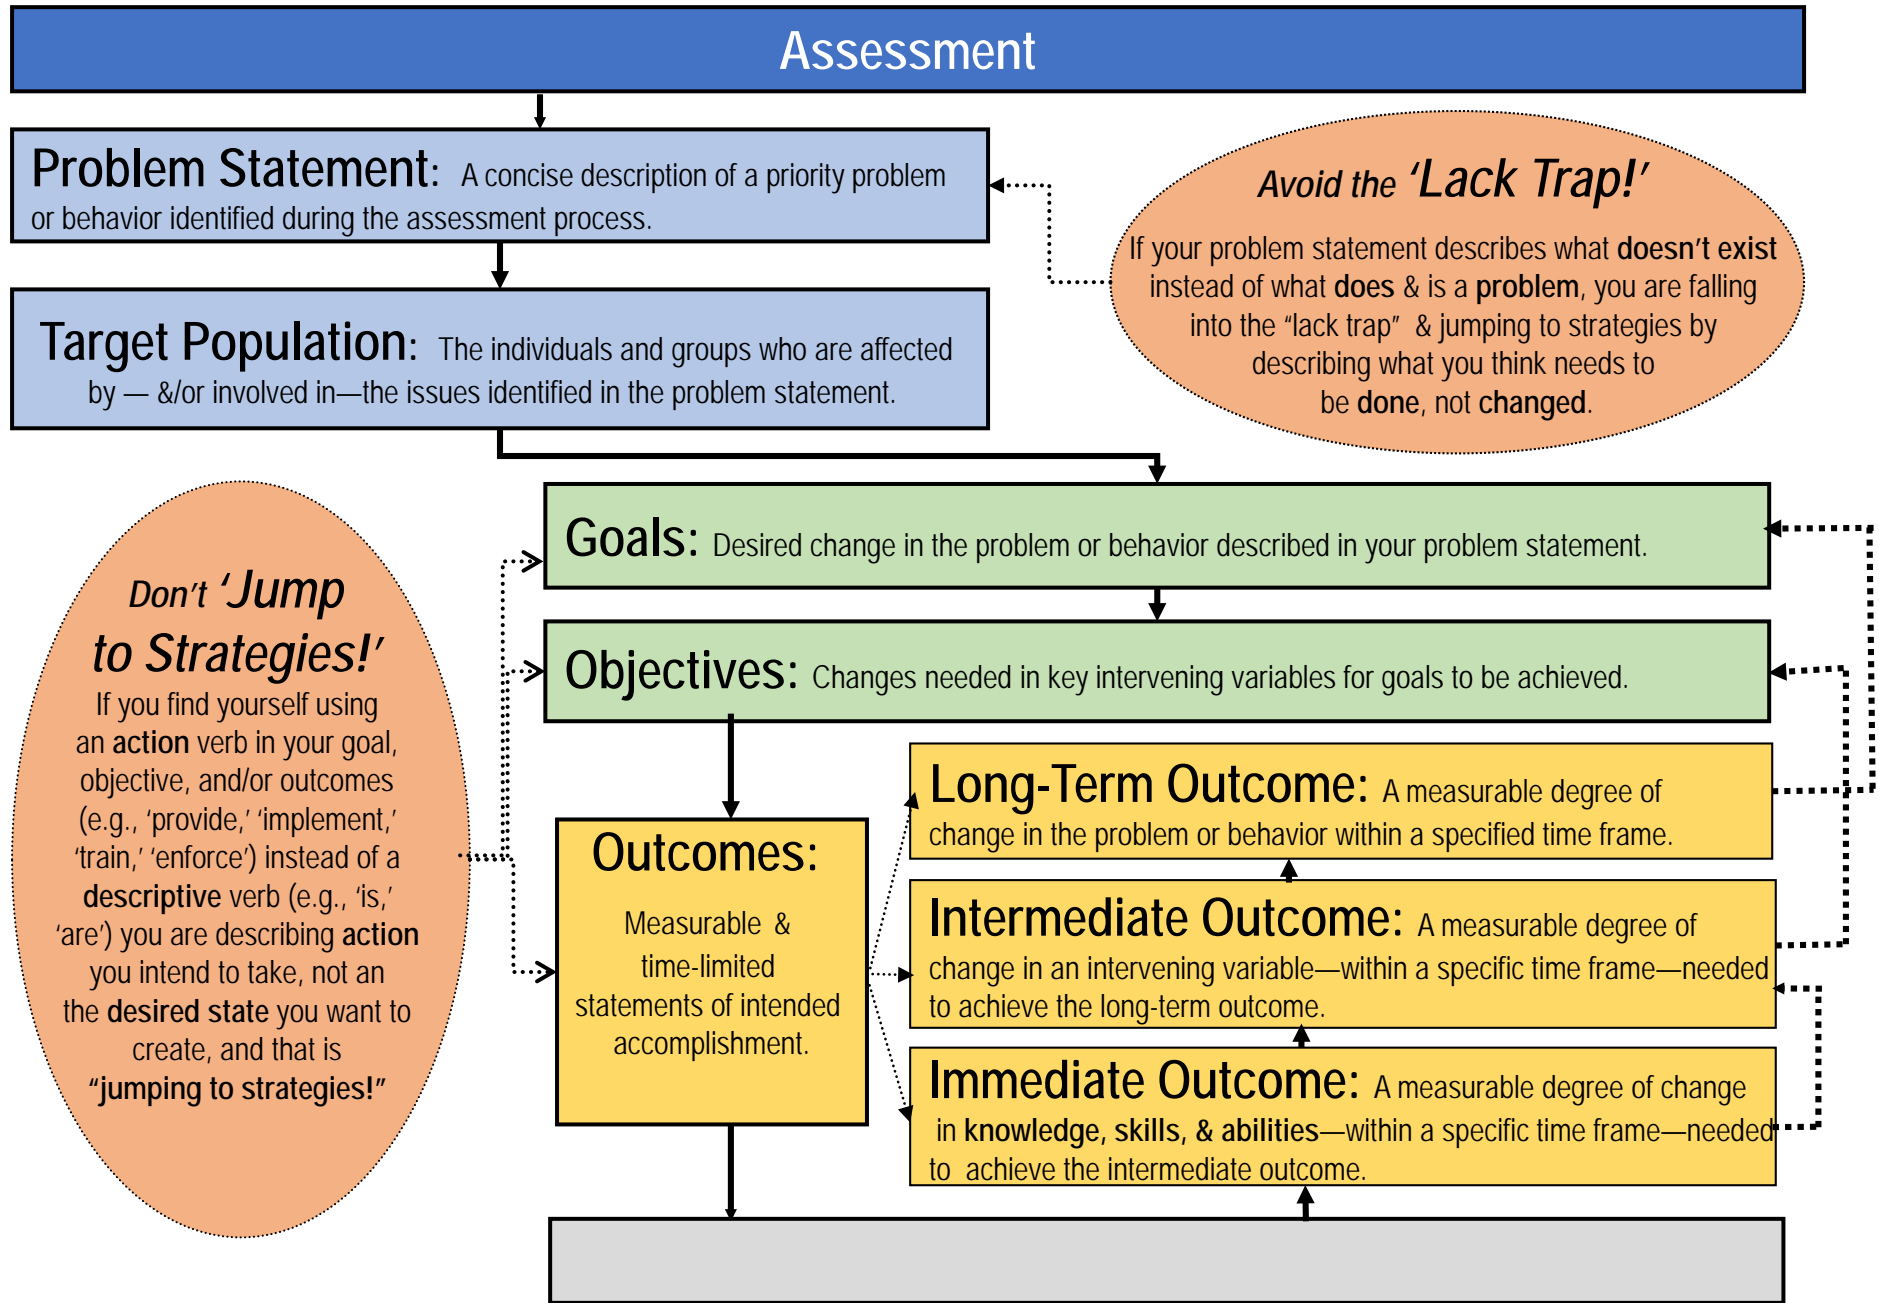 Assessment
Problem Statement: A concise description of a priority problem
or behavior identified during the assessment process.
Avoid the ‘Lack Trap!’
If your problem statement describes what doesn’t exist
instead of what does & is a problem, you are falling
into the “lack trap” & jumping to strategies by
describing what you think needs to
be done, not changed.
Target Population: The individuals and groups who are affected
by — &/or involved in—the issues identified in the problem statement.
Goals: Desired change in the problem or behavior described in your problem statement.
Objectives: Changes needed in key intervening variables for goals to be achieved.
Don’t ‘Jump
to Strategies!’
If you find yourself using
an action verb in your goal,
objective, and/or outcomes
(e.g., ‘provide,’ ‘implement,’
‘train,’ ‘enforce’) instead of a
descriptive verb (e.g., ‘is,’
‘are’) you are describing action
you intend to take, not an
the desired state you want to
create, and that is
“jumping to strategies!”
Outcomes:
Measurable &
time-limited
statements of intended
accomplishment.
Long-Term Outcome: A measurable degree of
change in the problem or behavior within a specified time frame.
Intermediate Outcome: A measurable degree of
change in an intervening variable—within a specific time frame—needed
to achieve the long-term outcome.
Immediate Outcome: A measurable degree of change
in knowledge, skills, & abilities—within a specific time frame—needed
to achieve the intermediate outcome.